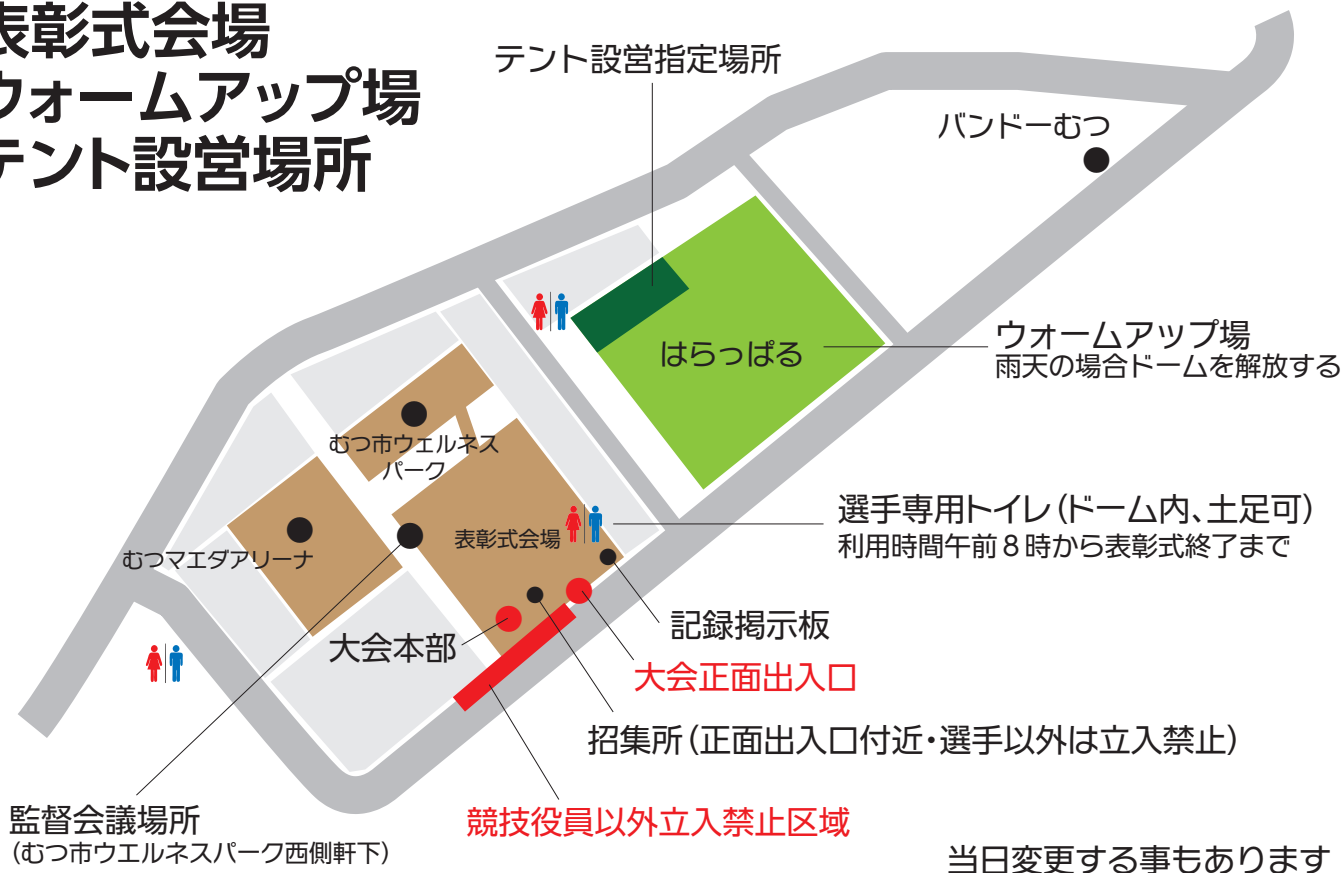 表彰式会場
ウォームアップ場
テント設営場所
テント設営指定場所
バンドーむつ
はらっぱる
ウォームアップ場
雨天の場合ドームを解放する
むつ市ウェルネス
パーク
むつマエダアリーナ
表彰式会場
選手専用トイレ(ドーム内、土足可)
利用時間午前8時から表彰式終了まで
大会本部
記録掲示板
大会正面出入口
招集所(正面出入口付近・選手以外は立入禁止)
監督会議場所
(むつ市ウエルネスパーク西側軒下)
競技役員以外立入禁止区域
当日変更する事もあります